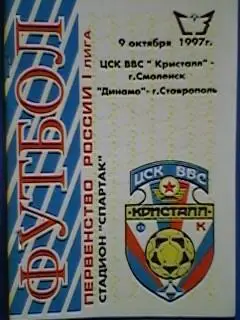 ФУТБОЛ
ПЕРВЕНСТВО РОССИИ I ЛИГА
СТАДИОН "СПАРТАК"
9 октября 1997г.
ЦСК ВВС " Кристалл" -
г.Смоленск
"Динамо"- г.Ставрополь
ЦСК ВВС
КРИСТАЛЛ
Ф К